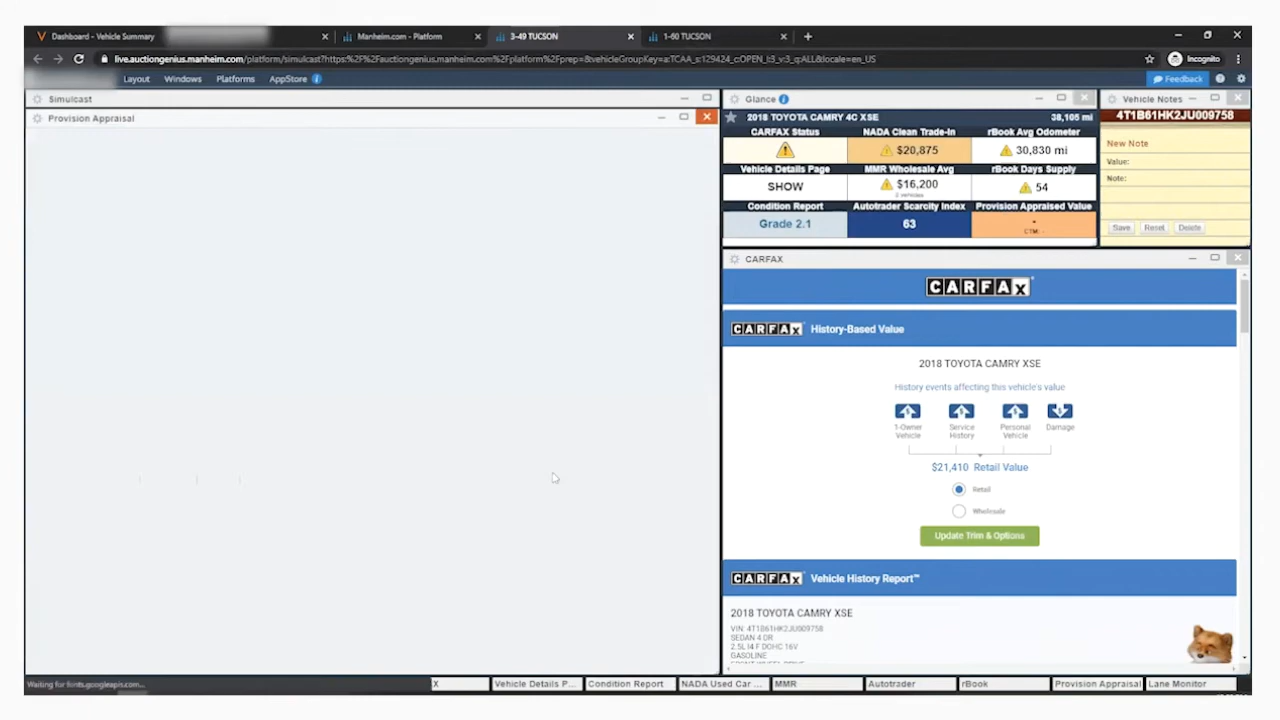 Dashboard - Vehicle Summary
Manheim.com - Platform
3-49 TUCSON
1-60 TUCSON
live.auctiongenius.manheim.com/platform/simulcast?https:%2F%2Fauctiongenius.manheim.com%2Fplatform%2Fprep=&vehicleGroupKey=a:TCAA_s:129424_c:OPEN_l:3_v:3_q:ALL&locale=en_US
Incognito
Layout Windows Platforms AppStore
Feedback
Simulcast
Provision Appraisal
Glance
2018 TOYOTA CAMRY 4C XSE 38,105 mi
CARFAX Status NADA Clean Trade-In rBook Avg Odometer
$20,875 30,830 mi
Vehicle Details Page MMR Wholesale Avg rBook Days Supply
SHOW $16,200 54
2 vehicles
Condition Report Autotrader Scarcity Index Provision Appraised Value
Grade 2.1 63 -
CTM: -
Vehicle Notes
4T1B61HK2JU009758
New Note
Value:
Note:
Save Reset Delete
CARFAX
CARFAX
CARFAX History-Based Value
2018 TOYOTA CAMRY XSE
History events affecting this vehicle's value
1-Owner Vehicle
Service History
Personal Vehicle
Damage
$21,410 Retail Value
Retail
Wholesale
Update Trim & Options
CARFAX Vehicle History Report™
2018 TOYOTA CAMRY XSE
VIN: 4T1B61HK2JU009758
SEDAN 4 DR
2.5L I4 F DOHC 16V
GASOLINE
Waiting for fonts.googleapis.com...
X Vehicle Details P... Condition Report NADA Used Car ... MMR Autotrader rBook Provision Appraisal Lane Monitor